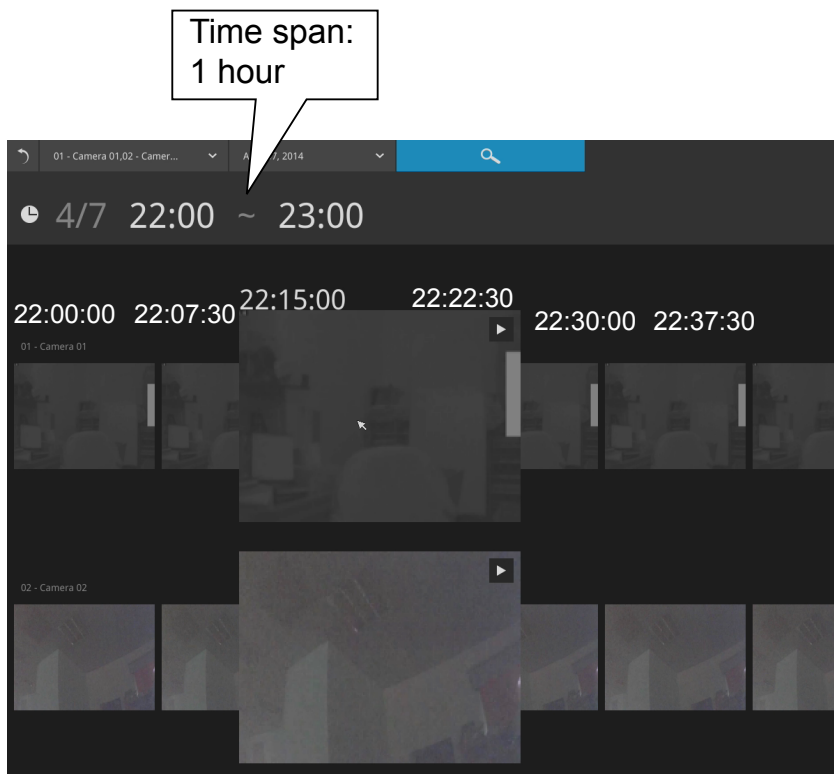 Time span:
1 hour
01 - Camera 01,02 - Camer...
7, 2014
4/7 22:00 ~ 23:00
22:00:00 22:07:30 22:15:00 22:22:30 22:30:00 22:37:30
01 - Camera 01
02 - Camera 02